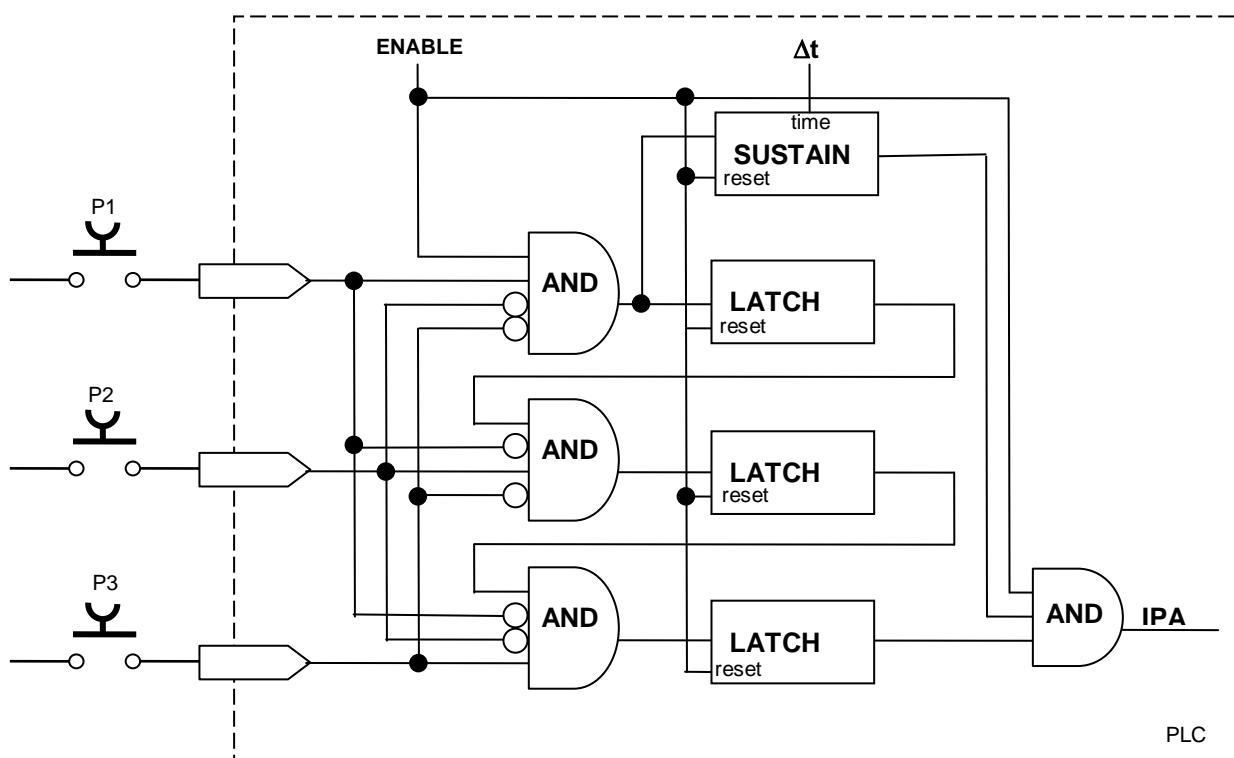 ENABLE
Δt
time
SUSTAIN
reset
P1
AND
LATCH
reset
P2
AND
LATCH
reset
P3
AND
LATCH
reset
AND
IPA
PLC